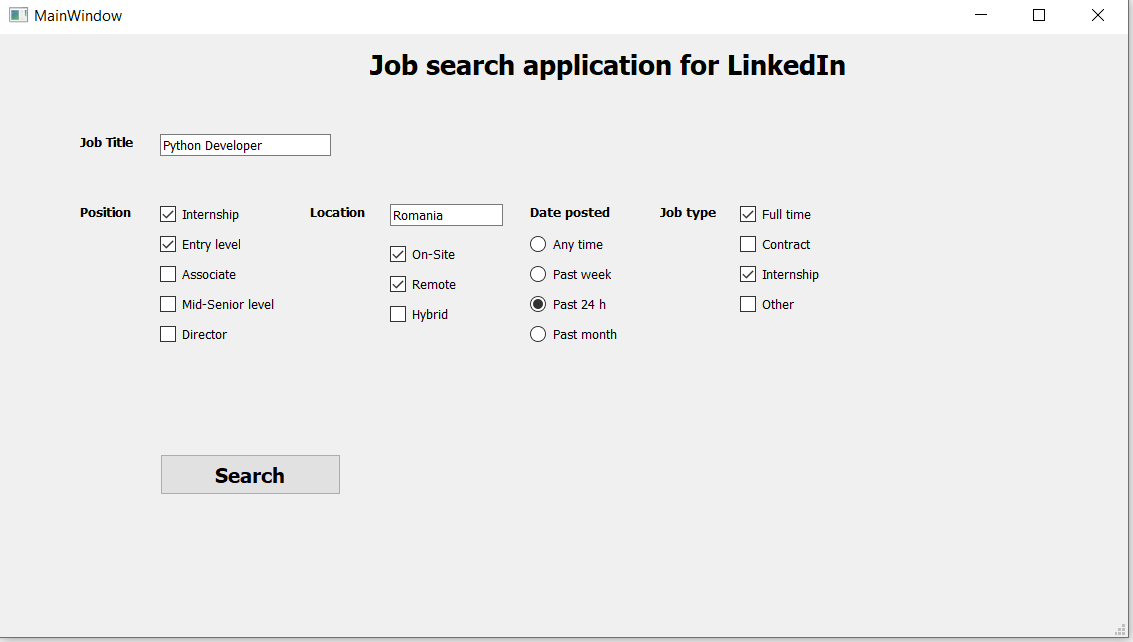 MainWindow
Job search application for LinkedIn
Job Title
Python Developer
Position
Internship
Entry level
Associate
Mid-Senior level
Director
Location
Romania
On-Site
Remote
Hybrid
Date posted
Any time
Past week
Past 24 h
Past month
Job type
Full time
Contract
Internship
Other
Search